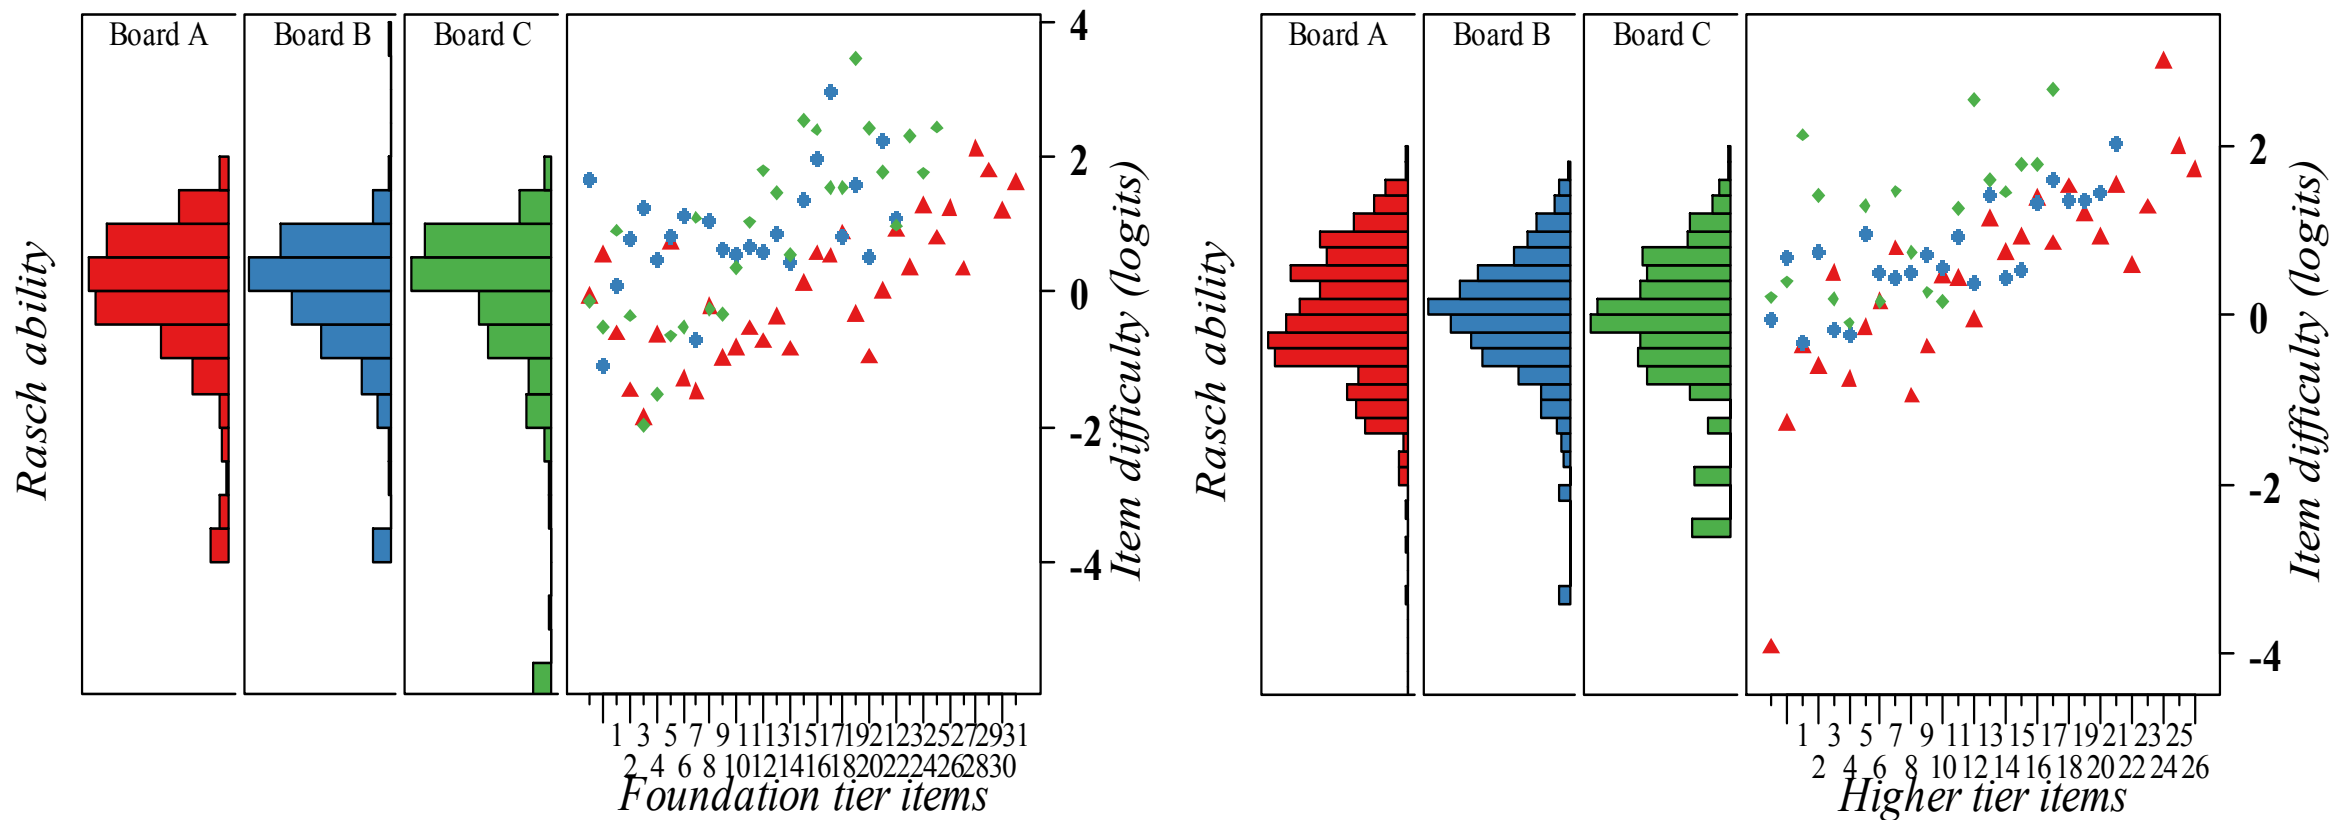 Board A Board B Board C
4
2
0
-2
-4
Rasch ability
Item difficulty (logits)
1 3 5 7 9 11 13 15 17 19 21 23 25 27 29 31
2 4 6 8 10 12 14 16 18 20 22 24 26 28 30
Foundation tier items
Board A Board B Board C
2
0
-2
-4
Rasch ability
Item difficulty (logits)
1 3 5 7 9 11 13 15 17 19 21 23 25
2 4 6 8 10 12 14 16 18 20 22 24 26
Higher tier items